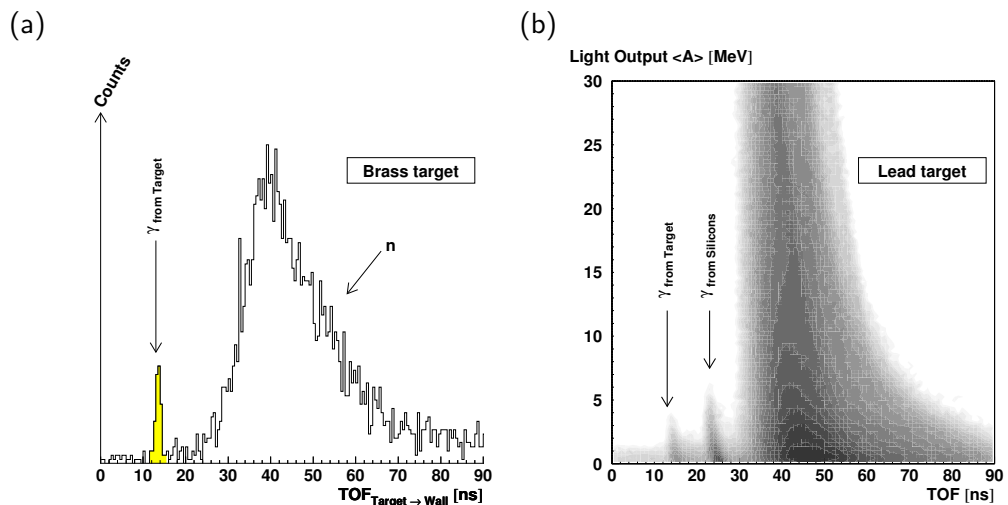 (a)
Counts
γ from Target
Brass target
n
0 10 20 30 40 50 60 70 80 90
TOF Target → Wall [ns]
(b)
Light Output <A> [MeV]
30
25
20
15
10
5
0
γ from Target
γ from Silicons
Lead target
0 10 20 30 40 50 60 70 80 90
TOF [ns]